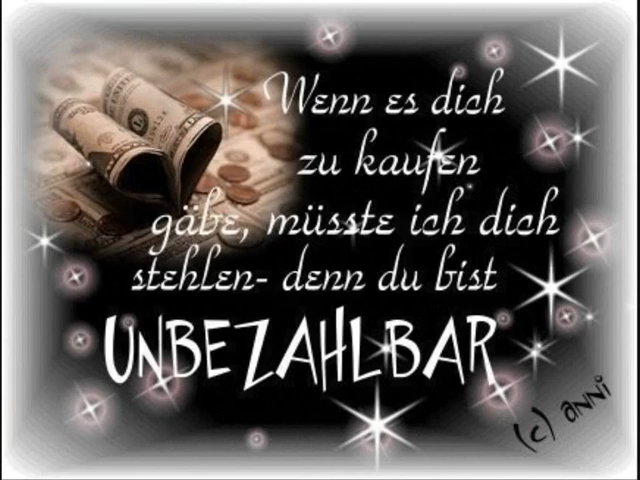 Wenn es dich
zu kaufen
gäbe, müsste ich dich
stehlen- denn du bist
UNBEZAHLBAR
(c) anni